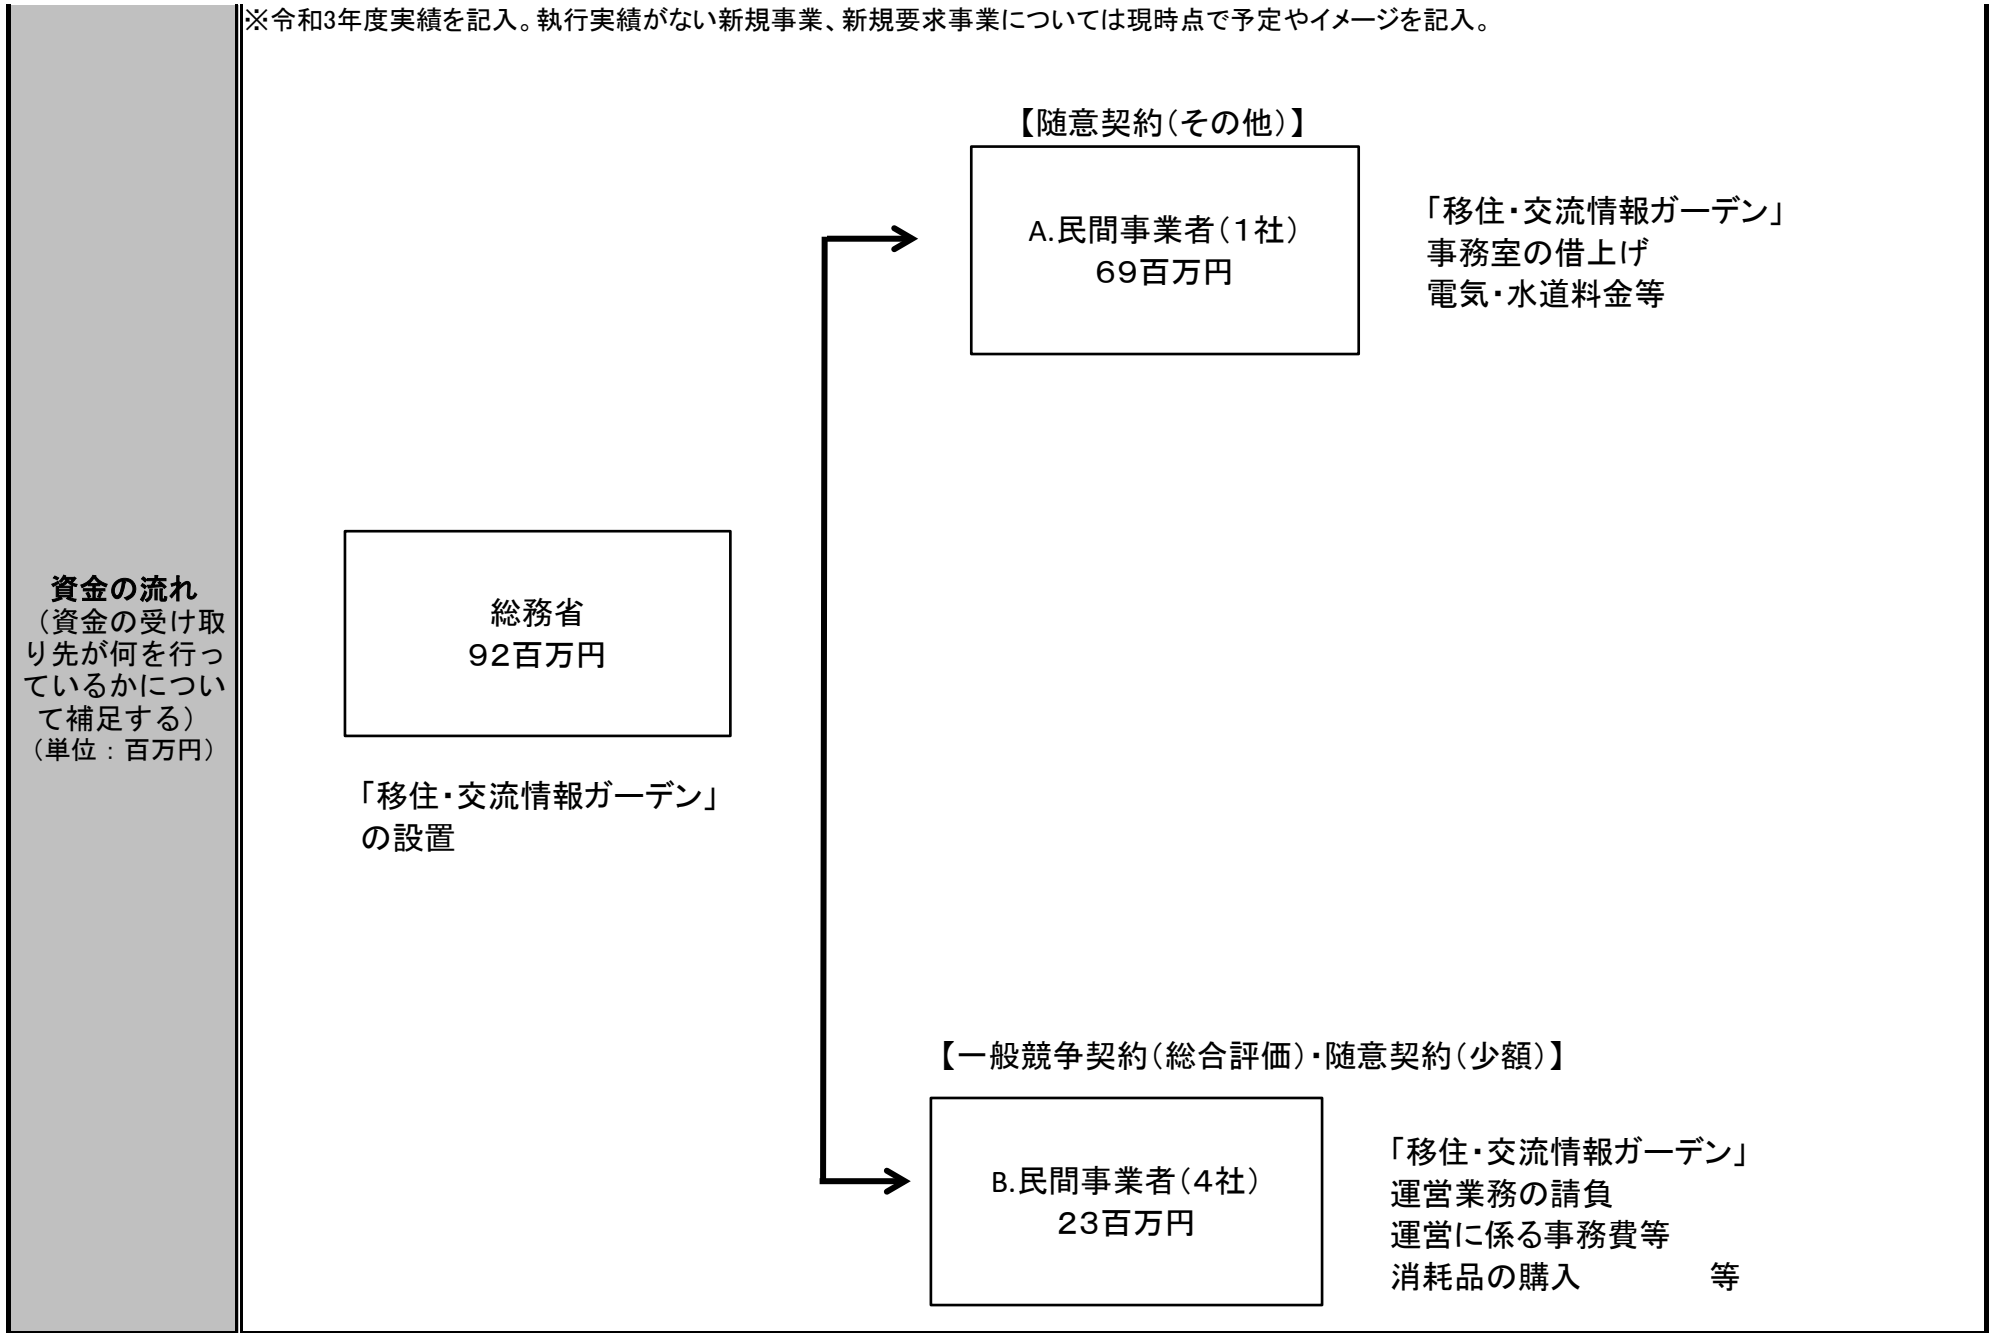 ※令和3年度実績を記入。執行実績がない新規事業、新規要求事業については現時点で予定やイメージを記入。
資金の流れ
（資金の受け取
り先が何を行っ
ているかについ
て補足する）
（単位：百万円）
総務省
９２百万円
「移住・交流情報ガーデン」
の設置
【随意契約（その他）】
A.民間事業者（１社）
６９百万円
「移住・交流情報ガーデン」
事務室の借上げ
電気・水道料金等
【一般競争契約（総合評価）・随意契約（少額）】
B.民間事業者（４社）
２３百万円
「移住・交流情報ガーデン」
運営業務の請負
運営に係る事務費等
消耗品の購入　　　　等